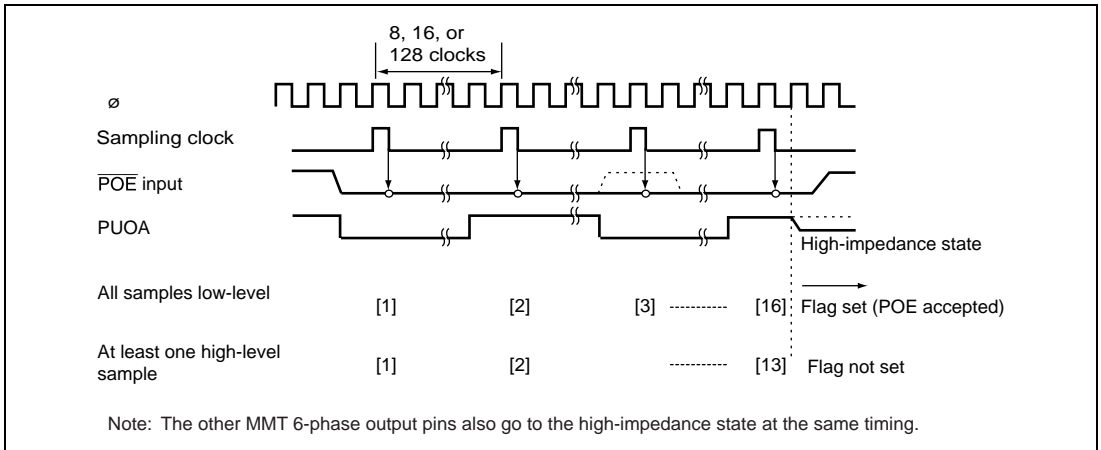 8, 16, or
128 clocks
ø
Sampling clock
POE input
PUOA
High-impedance state
All samples low-level [1] [2] [3] [16] Flag set (POE accepted)
At least one high-level
sample [1] [2] [13] Flag not set
Note: The other MMT 6-phase output pins also go to the high-impedance state at the same timing.